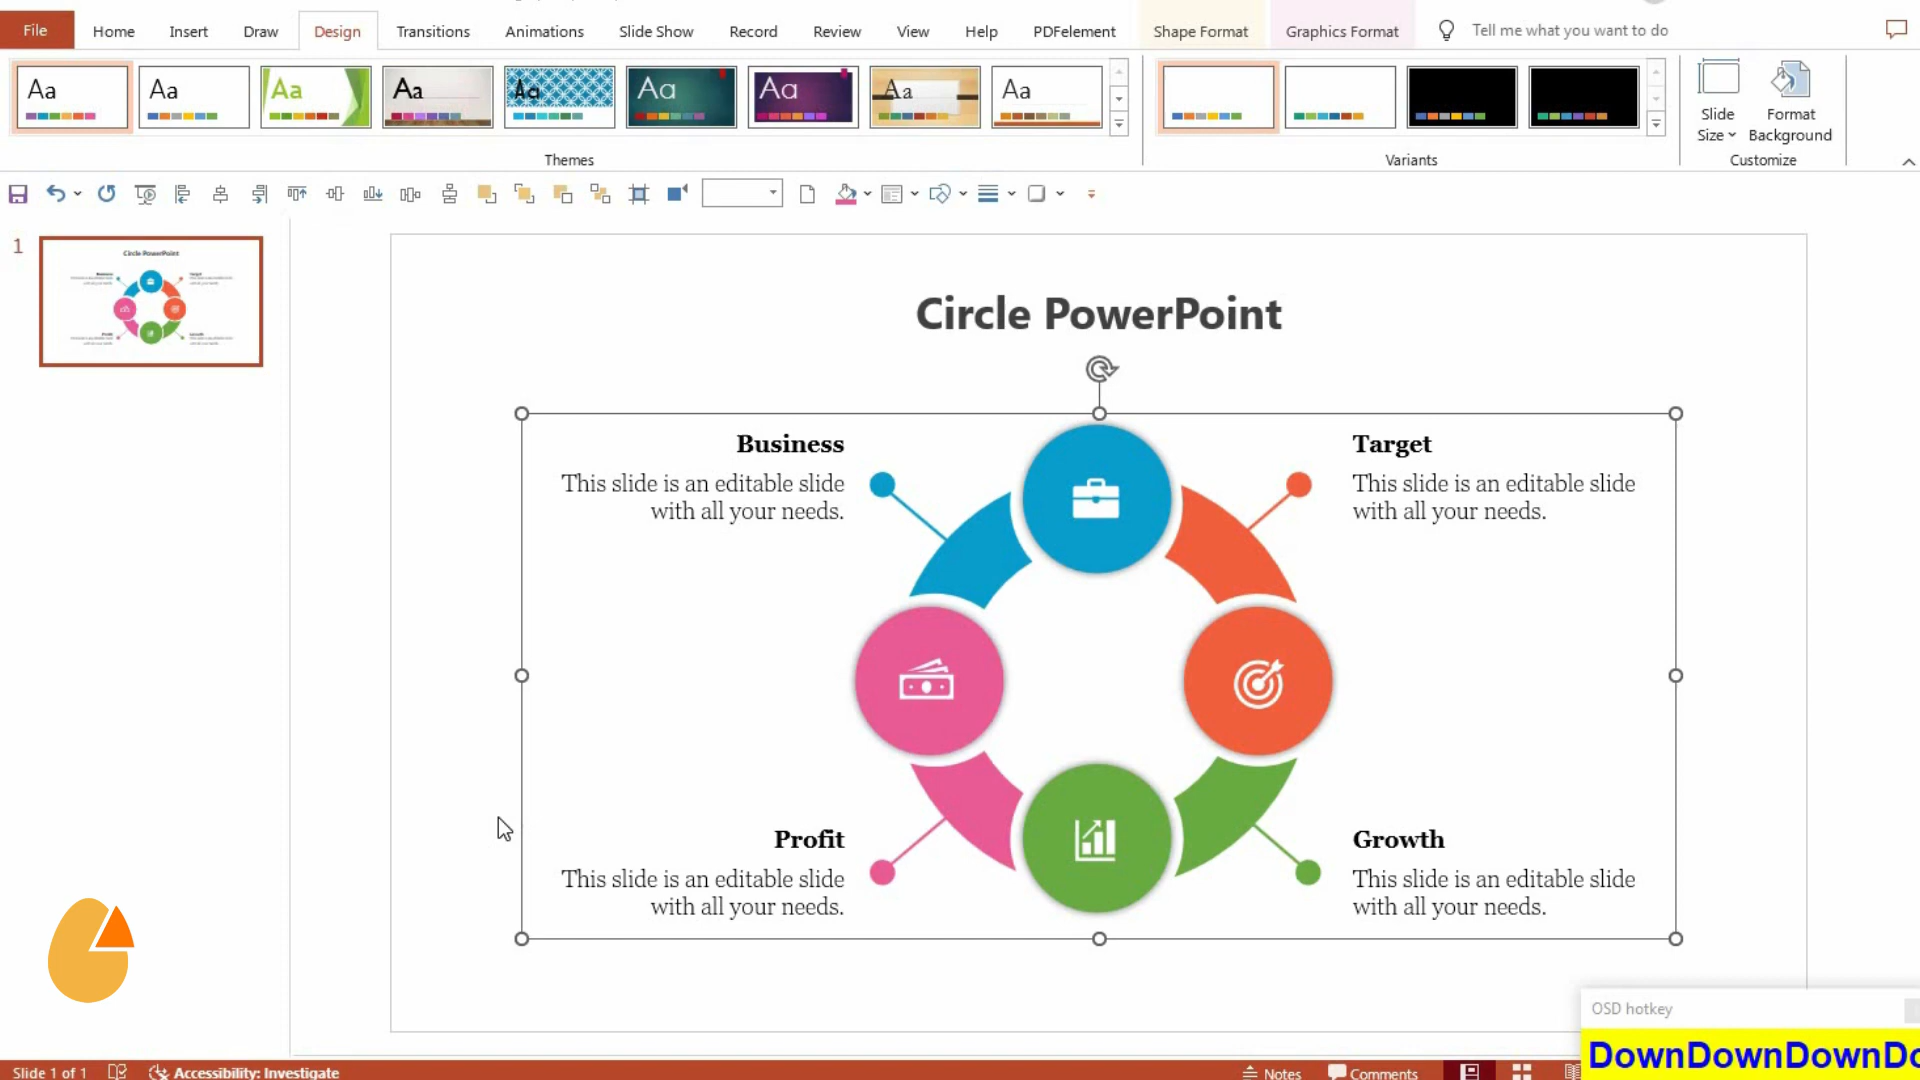 File
Home
Insert
Draw
Design
Transitions
Animations
Slide Show
Record
Review
View
Help
PDFelement
Shape Format
Graphics Format
Tell me what you want to do
Aa
Aa
Aa
Aa
Aa
Aa
Aa
Aa
Aa
Slide
Size
Format
Background
Themes
Variants
Customize
1
Circle PowerPoint
Circle PowerPoint
Business
This slide is an editable slide
with all your needs.
Target
This slide is an editable slide
with all your needs.
Profit
This slide is an editable slide
with all your needs.
Growth
This slide is an editable slide
with all your needs.
OSD hotkey
DownDownDownDo
Slide 1 of 1
Accessibility: Investigate
Notes
Comments